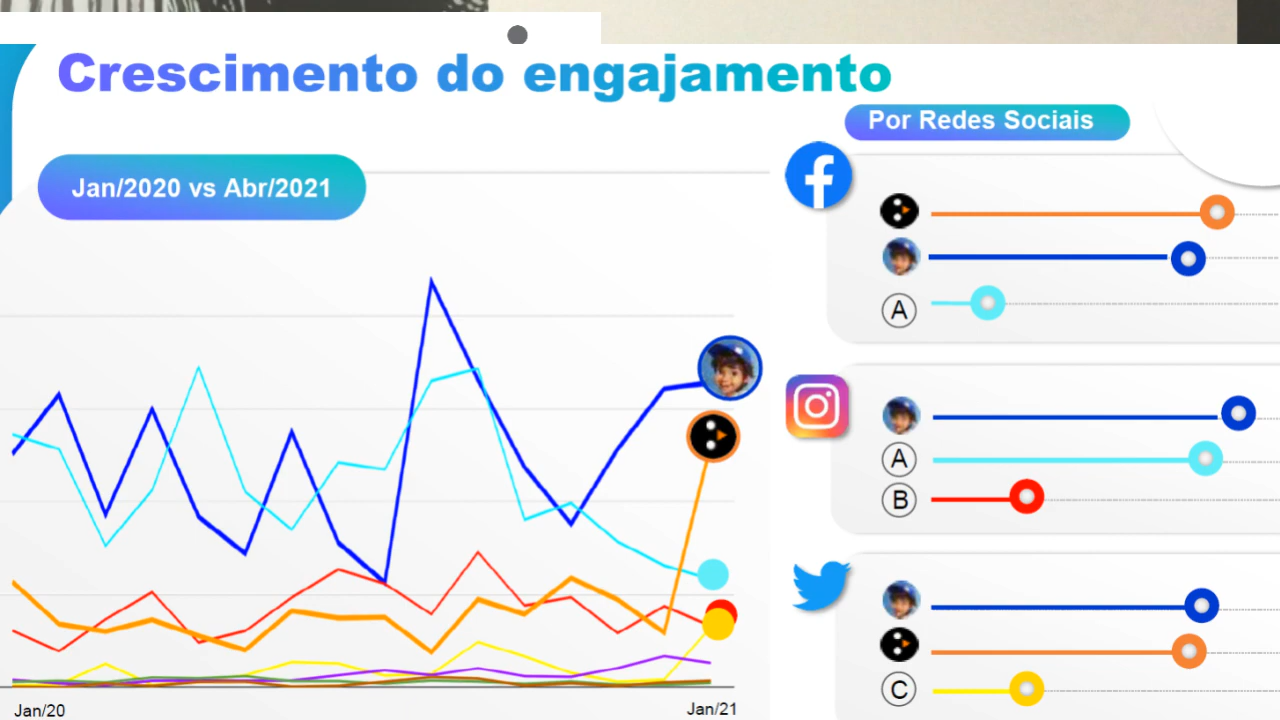 Crescimento do engajamento
Por Redes Sociais
Jan/2020 vs Abr/2021
A
A
B
C
Jan/20
Jan/21